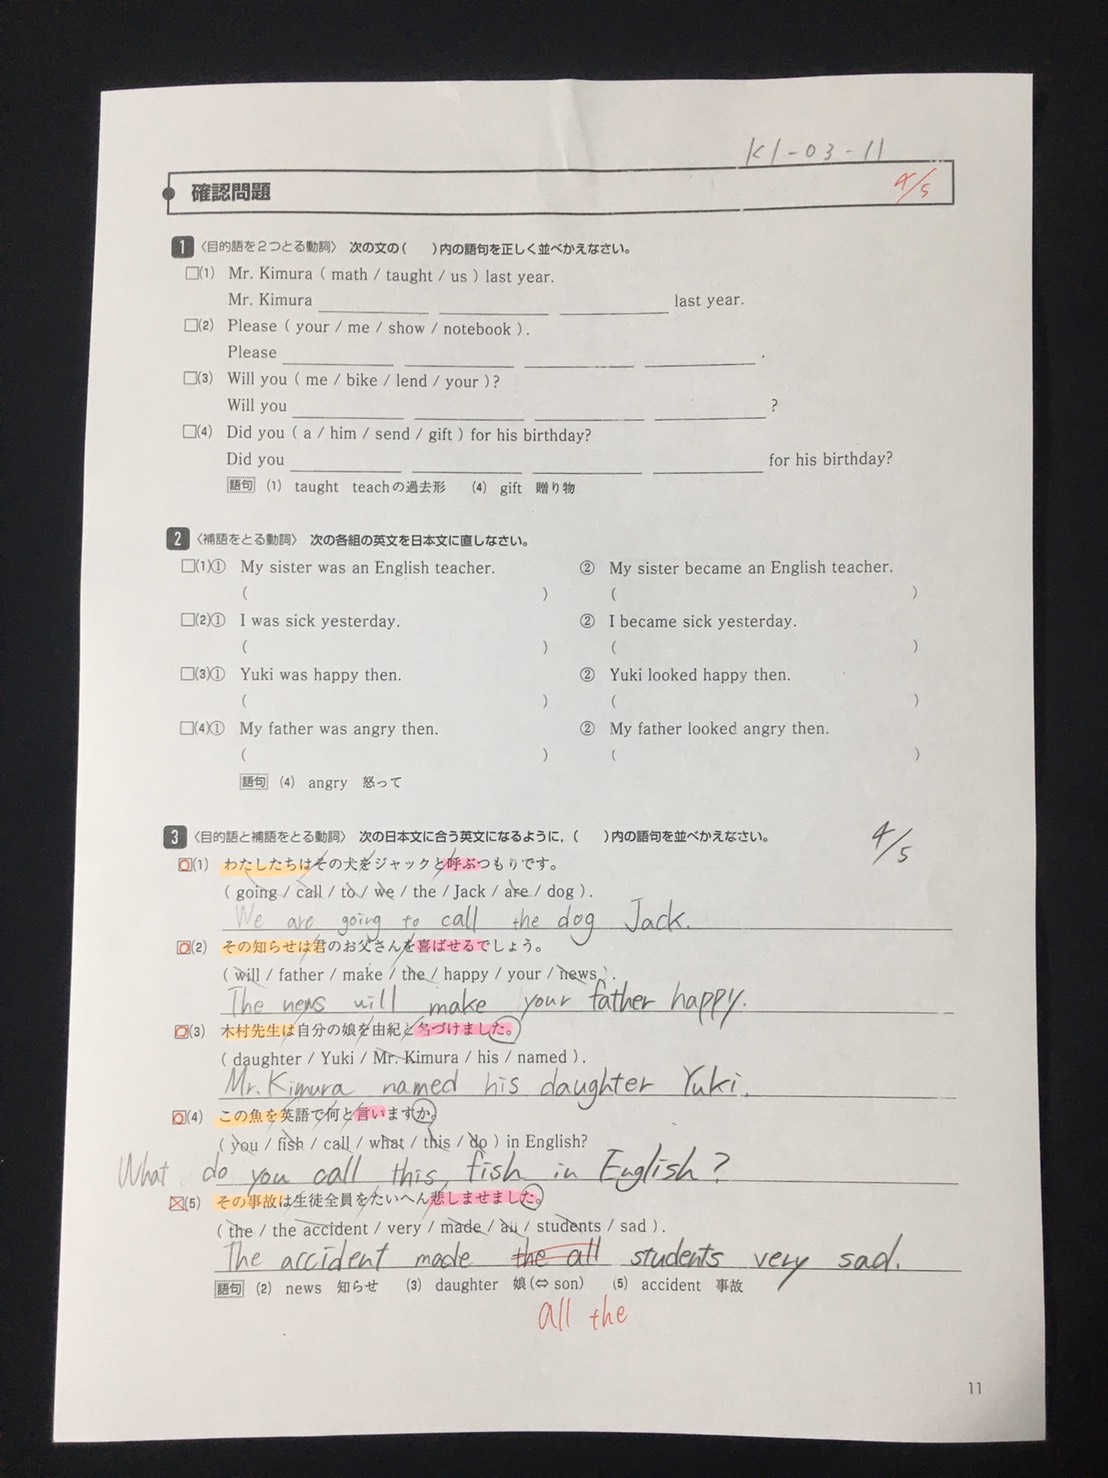 K1-03-11
確認問題
4/5
1 〈目的語を2つとる動詞〉 次の文の(　)内の語句を正しく並べかえなさい。
□(1) Mr. Kimura ( math / taught / us ) last year.
Mr. Kimura ____ ____ ____ last year.
□(2) Please ( your / me / show / notebook ).
Please ____ ____ ____ ____ .
□(3) Will you ( me / bike / lend / your )?
Will you ____ ____ ____ ____ ?
□(4) Did you ( a / him / send / gift ) for his birthday?
Did you ____ ____ ____ ____ for his birthday?
語句 (1) taught teachの過去形 (4) gift 贈り物
2 〈補語をとる動詞〉 次の各組の英文を日本文に直しなさい。
□(1)① My sister was an English teacher. ② My sister became an English teacher.
(　) (　)
□(2)① I was sick yesterday. ② I became sick yesterday.
(　) (　)
□(3)① Yuki was happy then. ② Yuki looked happy then.
(　) (　)
□(4)① My father was angry then. ② My father looked angry then.
(　) (　)
語句 (4) angry 怒って
3 〈目的語と補語をとる動詞〉 次の日本文に合う英文になるように，(　)内の語句を並べかえなさい。
4/5
□(1) わたしたちは/その犬を/ジャックと/呼ぶつもりです。
( going / call / to / we / the / Jack / are / dog ).
We are going to call the dog Jack.
□(2) その知らせは/君のお父さんを/喜ばせるでしょう。
( will / father / make / the / happy / your / news ).
The news will make your father happy.
□(3) 木村先生は/自分の娘を/由紀と/名づけました。
( daughter / Yuki / Mr. Kimura / his / named ).
Mr. Kimura named his daughter Yuki.
□(4) この魚を/英語で/何と/言いますか。
( you / fish / call / what / this / do ) in English?
What do you call this fish in English?
□(5) その事故は/生徒全員を/たいへん/悲しませました。
( the / the accident / very / made / all / students / sad ).
The accident made the all students very sad.
語句 (2) news 知らせ (3) daughter 娘(⇔ son) (5) accident 事故
all the
11